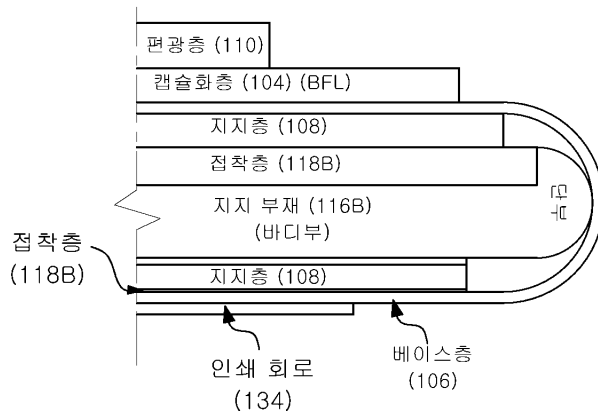 편광층 (110)
캡슐화층 (104) (BFL)
지지층 (108)
접착층 (118B)
지지 부재 (116B)
(바디부)
단부
접착층
(118B)
지지층 (108)
인쇄 회로
(134)
베이스층
(106)